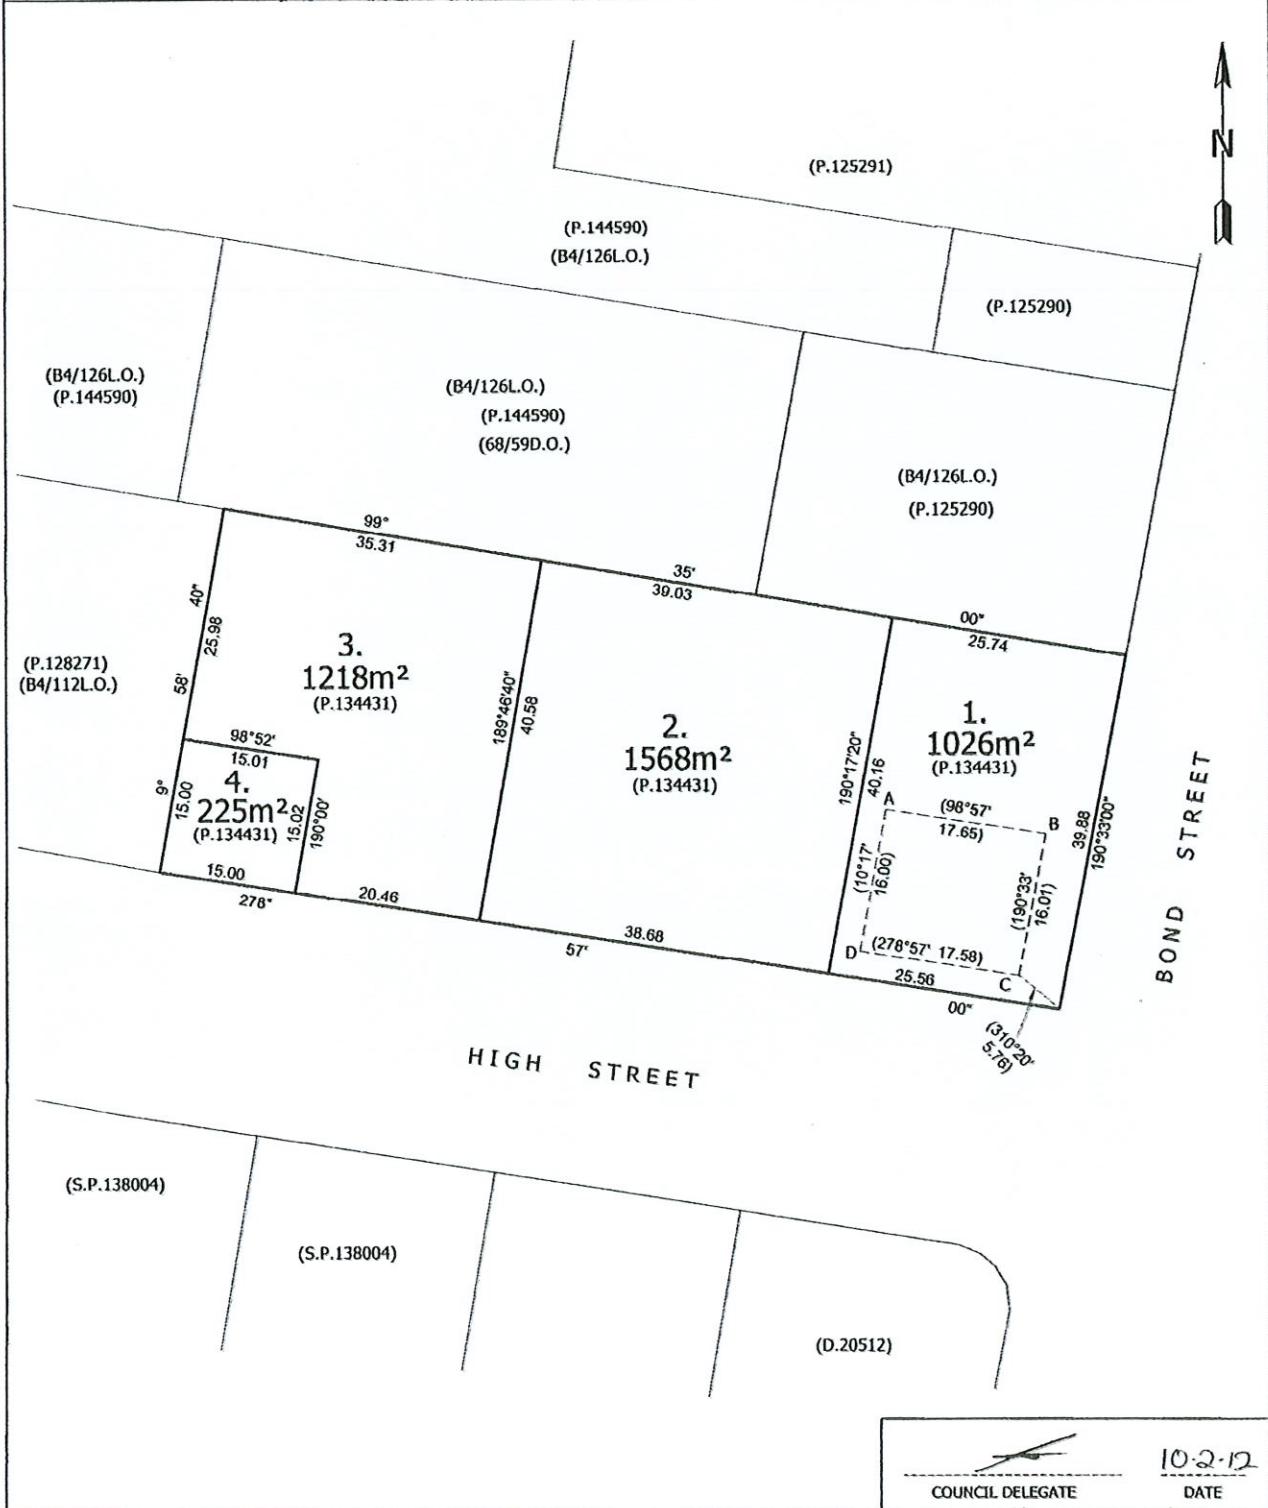 N
(P.125291)
(P.144590)
(B4/126L.O.)
(P.125290)
(B4/126L.O.)
(P.144590)
(B4/126L.O.)
(P.144590)
(68/59D.O.)
(B4/126L.O.)
(P.125290)
99°
35.31
35'
39.03
00"
25.74
40"
25.98
58'
9°
(P.128271)
(B4/112L.O.)
3.
1218m²
(P.134431)
189°46'40"
40.58
2.
1568m²
(P.134431)
190°17'20"
40.16
1.
1026m²
(P.134431)
98°52'
15.01
4.
225m²
(P.134431)
15.00
15.02
190°00'
A
(98°57'
17.65)
B
39.88
190°33'00"
(10°17'
16.00)
(190°33'
16.01)
D
(278°57' 17.58)
C
15.00
278°
20.46
57'
38.68
25.56
00"
(310°20'
5.76)
BOND STREET
HIGH STREET
(S.P.138004)
(S.P.138004)
(D.20512)
10·2·12
COUNCIL DELEGATE
DATE